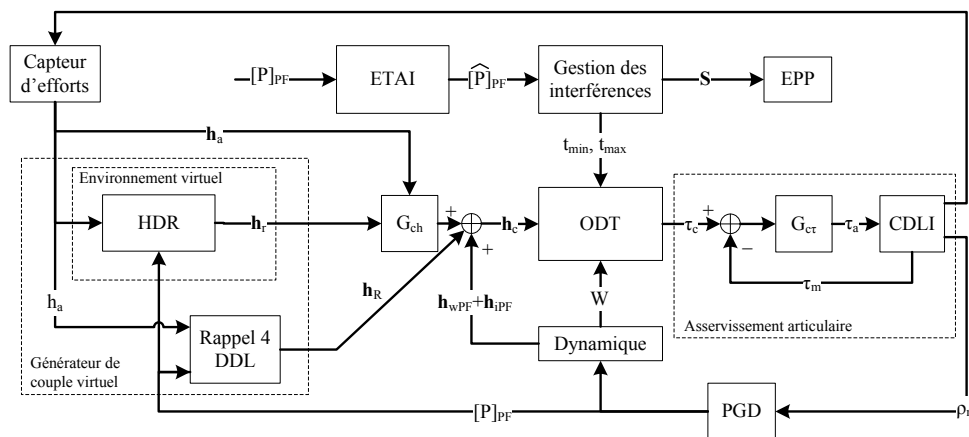 Capteur
d'efforts
[P]PF
ETAI
[P̂]PF
Gestion des
interférences
S
EPP
ha
tmin, tmax
Environnement virtuel
HDR
hr
Gch
+
+
hc
ODT
τc
+
−
Gcτ
τa
CDLI
τm
Asservissement articulaire
ha
hR
hwPF+hiPF
W
Rappel 4
DDL
Dynamique
Générateur de
couple virtuel
[P]PF
PGD